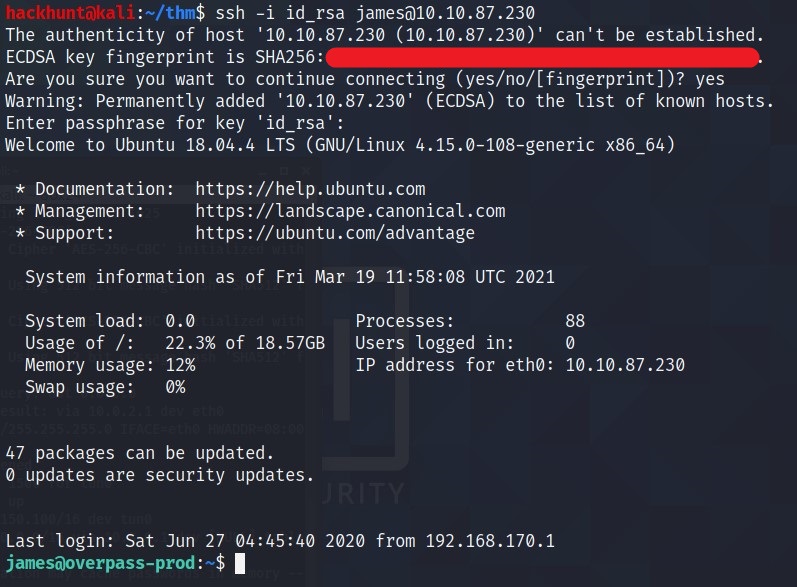 hackhunt@kali:~/thm$ ssh -i id_rsa james@10.10.87.230
The authenticity of host '10.10.87.230 (10.10.87.230)' can't be established.
ECDSA key fingerprint is SHA256:.
Are you sure you want to continue connecting (yes/no/[fingerprint])? yes
Warning: Permanently added '10.10.87.230' (ECDSA) to the list of known hosts.
Enter passphrase for key 'id_rsa':
Welcome to Ubuntu 18.04.4 LTS (GNU/Linux 4.15.0-108-generic x86_64)
* Documentation: https://help.ubuntu.com
* Management: https://landscape.canonical.com
* Support: https://ubuntu.com/advantage
System information as of Fri Mar 19 11:58:08 UTC 2021
System load: 0.0 Processes: 88
Usage of /: 22.3% of 18.57GB Users logged in: 0
Memory usage: 12% IP address for eth0: 10.10.87.230
Swap usage: 0%
47 packages can be updated.
0 updates are security updates.
URITY
Last login: Sat Jun 27 04:45:40 2020 from 192.168.170.1
james@overpass-prod:~$